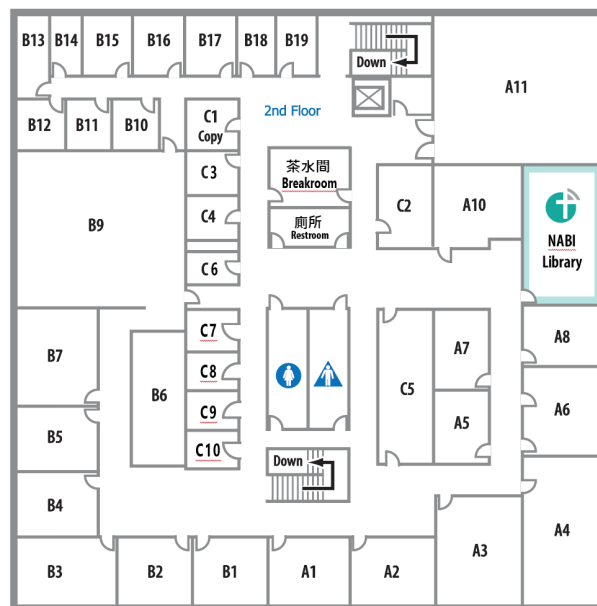 B13
B14
B15
B16
B17
B18
B19
Down
A11
B12
B11
B10
C1
Copy
2nd Floor
茶水間
Breakroom
C3
廁所
Restroom
C4
C2
A10
NABI
Library
B9
C6
B7
C7
C8
C9
C10
B6
C5
A7
A8
A5
A6
B5
Down
B4
B3
B2
B1
A1
A2
A3
A4